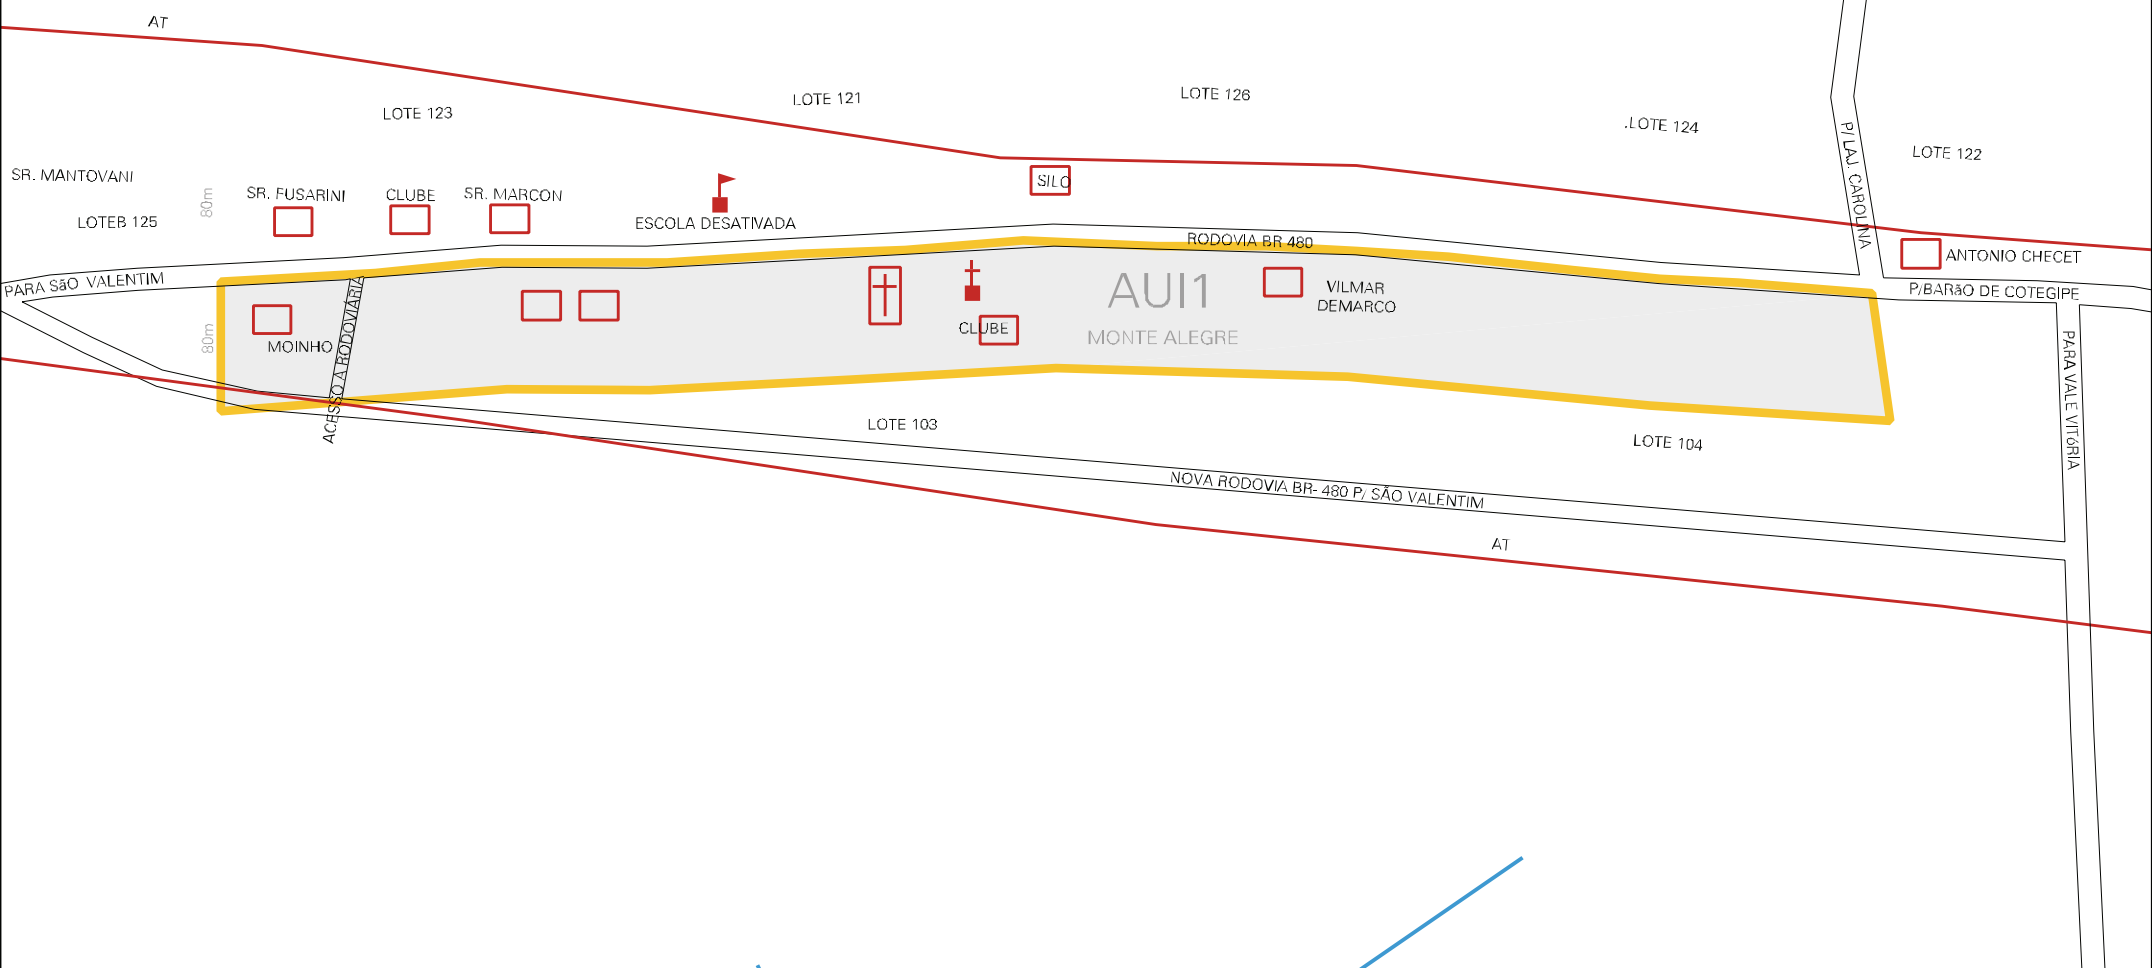 AT
LOTE 123
LOTE 121
LOTE 126
.LOTE 124
P/ LAJ. CAROLINA
LOTE 122
SR. MANTOVANI
80m
SR. FUSARINI
CLUBE
SR. MARCON
SILO
LOTEB 125
ESCOLA DESATIVADA
RODOVIA BR 480
ANTONIO CHECET
PARA SãO VALENTIM
P/BARãO DE COTEGIPE
AUI1
MONTE ALEGRE
VILMAR
DEMARCO
CLUBE
80m
MOINHO
ACESSO A RODOVIÁRIA
PARA VALE VITóRIA
LOTE 103
LOTE 104
NOVA RODOVIA BR- 480 P/ SÃO VALENTIM
AT